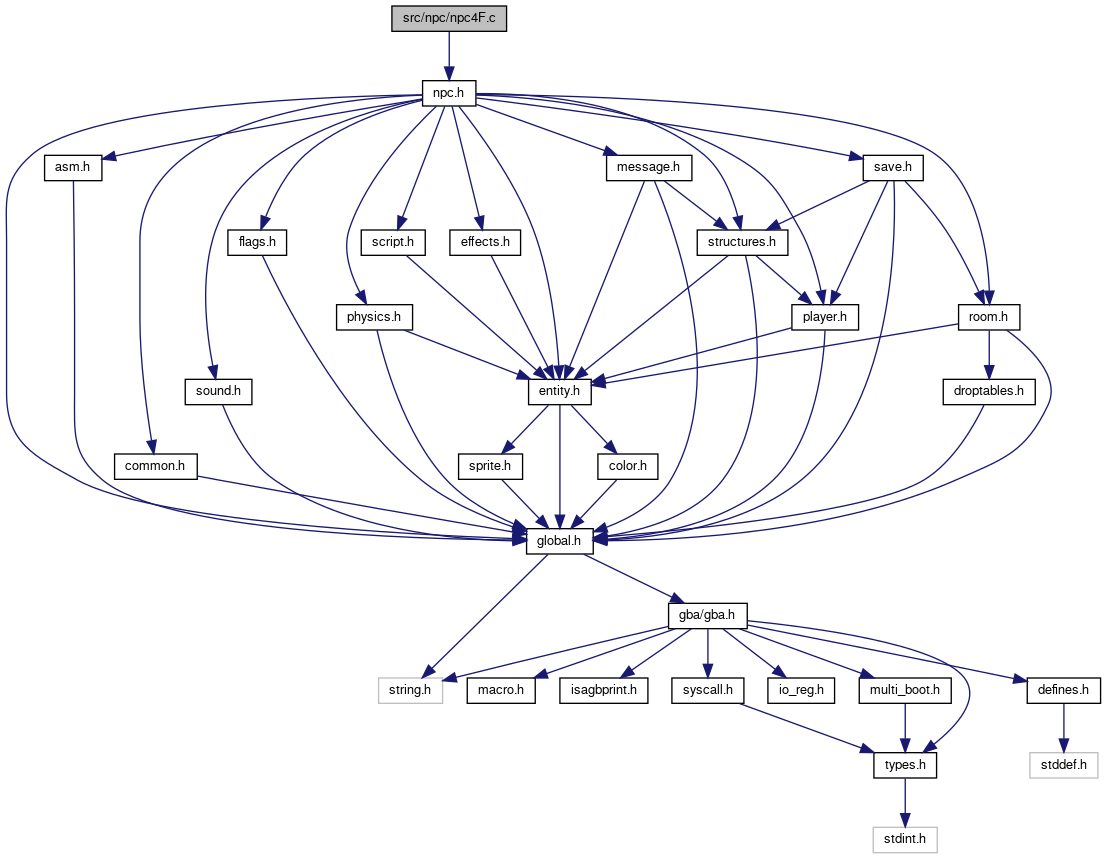 src/npc/npc4F.c
npc.h
asm.h
message.h
save.h
flags.h
script.h
effects.h
structures.h
physics.h
player.h
room.h
sound.h
entity.h
droptables.h
common.h
sprite.h
color.h
global.h
gba/gba.h
string.h
macro.h
isagbprint.h
syscall.h
io_reg.h
multi_boot.h
defines.h
types.h
stddef.h
stdint.h